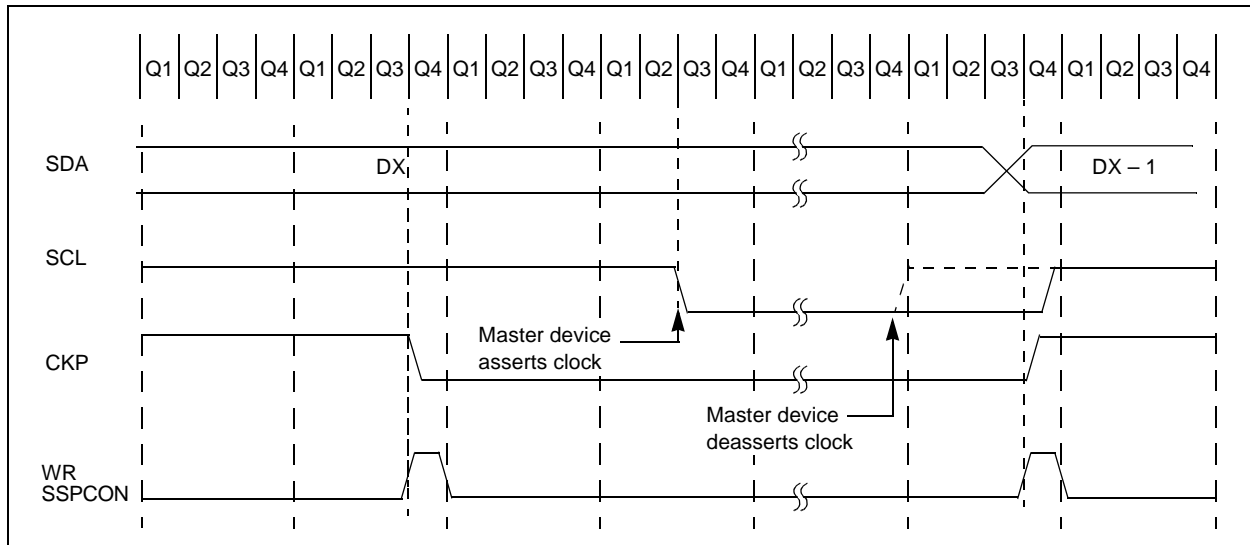 Q1 Q2 Q3 Q4 Q1 Q2 Q3 Q4 Q1 Q2 Q3 Q4 Q1 Q2 Q3 Q4 Q1 Q2 Q3 Q4 Q1 Q2 Q3 Q4 Q1 Q2 Q3 Q4
SDA
DX
DX – 1
SCL
Master device
asserts clock
CKP
Master device
deasserts clock
WR
SSPCON